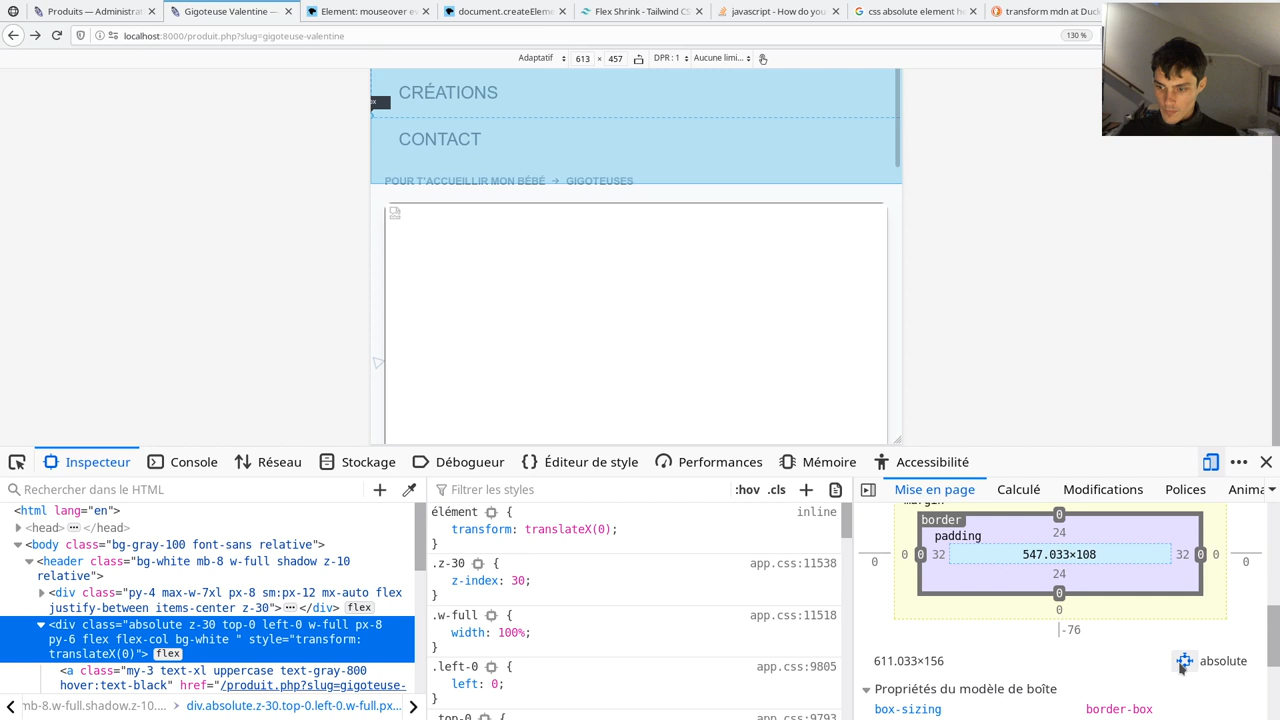 Produits — Administra
Gigoteuse Valentine —
Element: mouseover ev
document.createEleme
Flex Shrink - Tailwind CS
javascript - How do you
css absolute element h
transform mdn at Duck
localhost:8000/produit.php?slug=gigoteuse-valentine
130 %
Adaptatif
613 × 457
DPR : 1
Aucune limi...
CRÉATIONS
CONTACT
POUR T'ACCUEILLIR MON BÉBÉ → GIGOTEUSES
Inspecteur
Console
Réseau
Stockage
Débogueur
Éditeur de style
Performances
Mémoire
Accessibilité
Rechercher dans le HTML
Filtrer les styles
:hov .cls
Mise en page
Calculé
Modifications
Polices
Anima
<html lang="en">
<head> </head>
<body class="bg-gray-100 font-sans relative">
<header class="bg-white mb-8 w-full shadow z-10
relative">
<div class="py-4 max-w-7xl px-8 sm:px-12 mx-auto flex
justify-between items-center z-30"> </div> flex
<div class="absolute z-30 top-0 left-0 w-full px-8
py-6 flex flex-col bg-white " style="transform:
translateX(0)"> flex
<a class="my-3 text-xl uppercase text-gray-800
hover:text-black" href="/produit.php?slug=gigoteuse-
mb-8.w-full.shadow.z-10....
div.absolute.z-30.top-0.left-0.w-full.px...
élément {
inline
transform: translateX(0);
}
.z-30 {
app.css:11538
z-index: 30;
}
.w-full {
app.css:11518
width: 100%;
}
.left-0 {
app.css:9805
left: 0;
}
.top-0 {
app.css:9793
margin
border
0
padding
24
0 0 0 32 547.033×108 32 0 0 0
24
0
0
-76
611.033×156
absolute
Propriétés du modèle de boîte
box-sizing
border-box